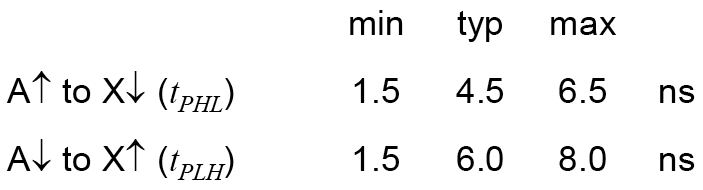 min typ max
A↑ to X↓ (tPHL) 1.5 4.5 6.5 ns
A↓ to X↑ (tPLH) 1.5 6.0 8.0 ns